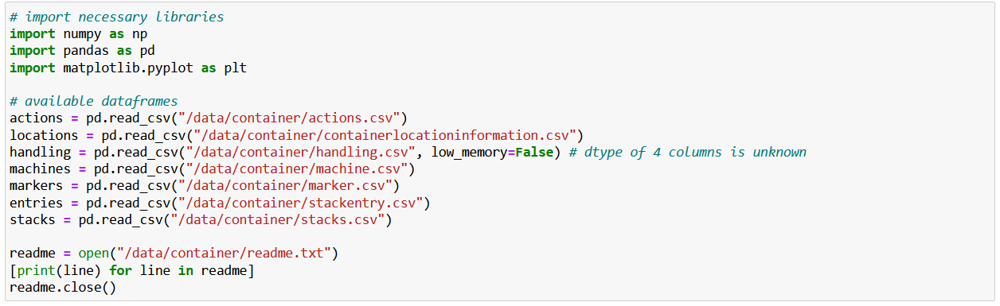 # import necessary libraries
import numpy as np
import pandas as pd
import matplotlib.pyplot as plt
# available dataframes
actions = pd.read_csv("/data/container/actions.csv")
locations = pd.read_csv("/data/container/containerlocationinformation.csv")
handling = pd.read_csv("/data/container/handling.csv", low_memory=False) # dtype of 4 columns is unknown
machines = pd.read_csv("/data/container/machine.csv")
markers = pd.read_csv("/data/container/marker.csv")
entries = pd.read_csv("/data/container/stackentry.csv")
stacks = pd.read_csv("/data/container/stacks.csv")
readme = open("/data/container/readme.txt")
[print(line) for line in readme]
readme.close()